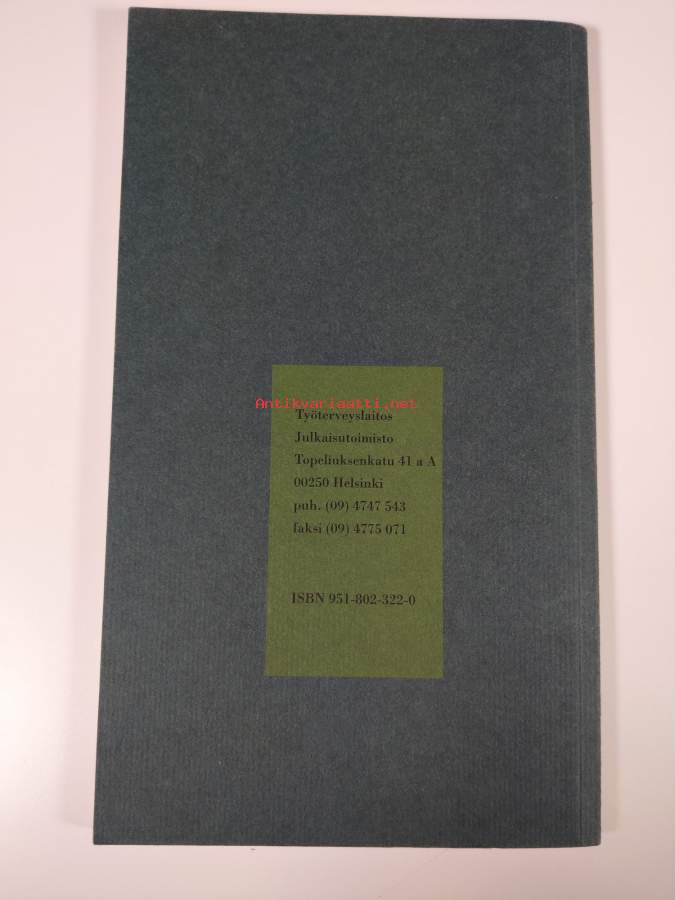 Antikvariaatti.net
Työterveyslaitos
Julkaisutoimisto
Topeliuksenkatu 41 a A
00250 Helsinki
puh. (09) 4747 543
faksi (09) 4775 071
ISBN 951-802-322-0